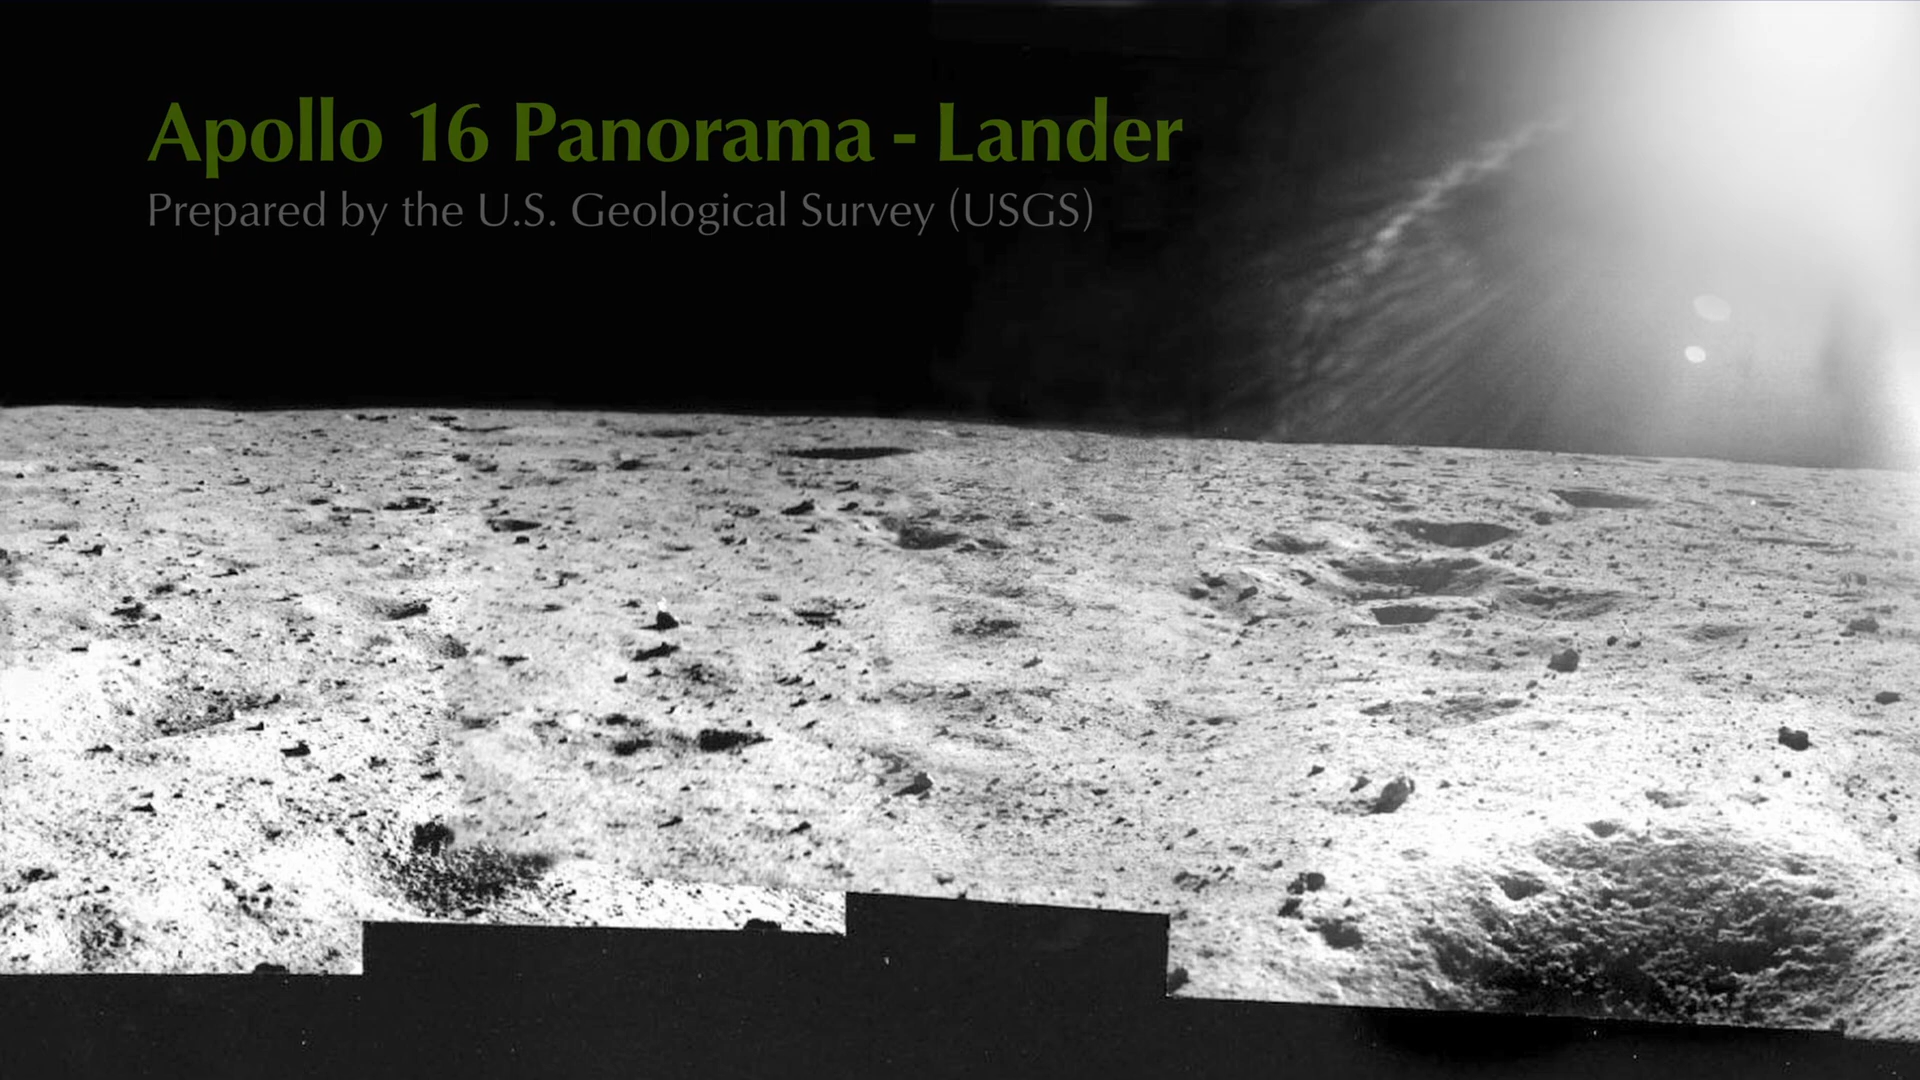 Apollo 16 Panorama - Lander
Prepared by the U.S. Geological Survey (USGS)